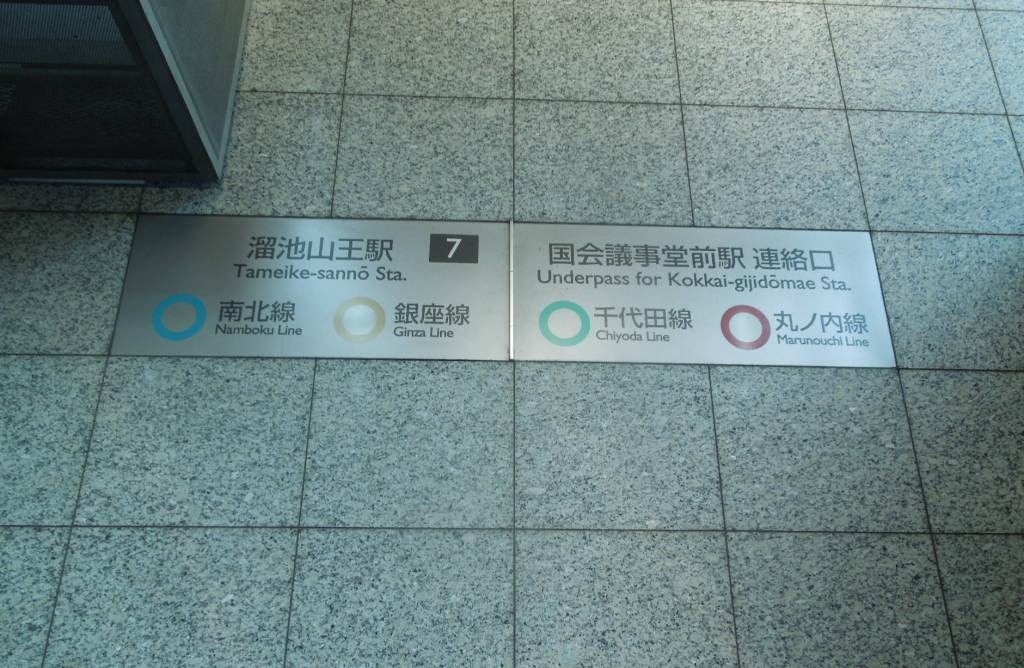 溜池山王駅 7
Tameike-sannō Sta.
南北線 銀座線
Namboku Line Ginza Line
国会議事堂前駅 連絡口
Underpass for Kokkai-gijidōmae Sta.
千代田線 丸ノ内線
Chiyoda Line Marunouchi Line